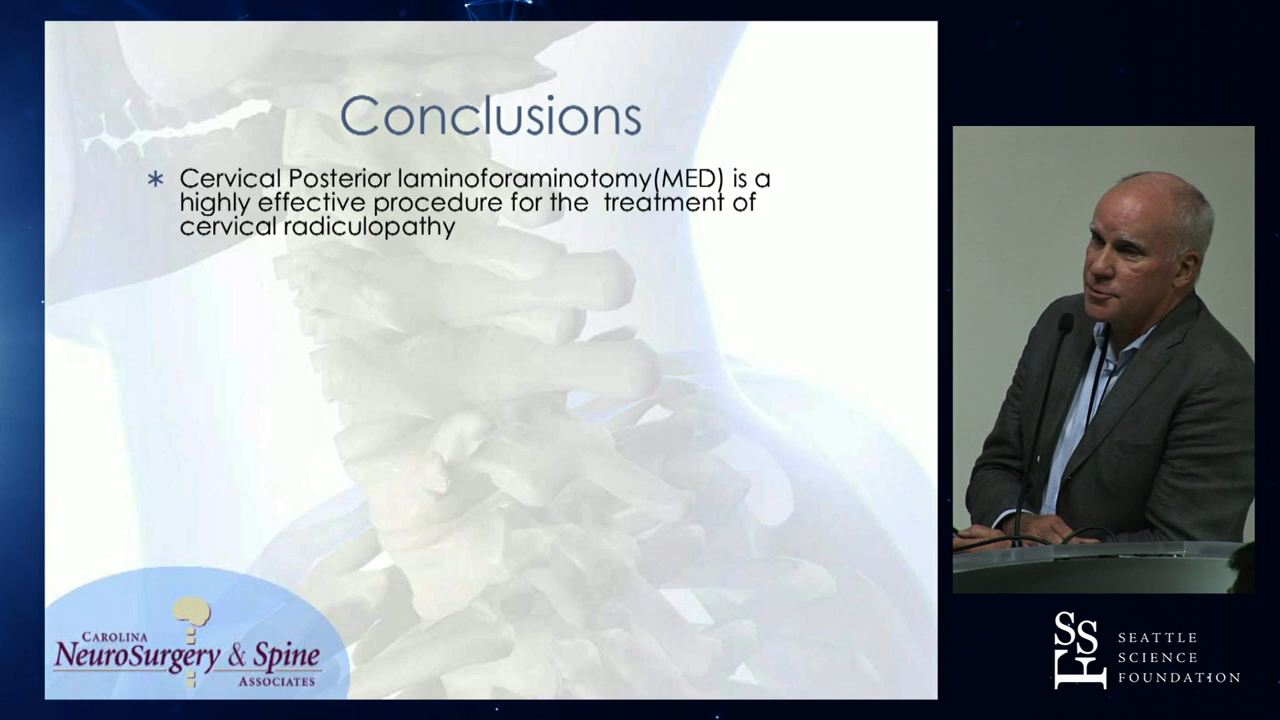 Conclusions
* Cervical Posterior laminoforaminotomy(MED) is a
highly effective procedure for the treatment of
cervical radiculopathy
CAROLINA
NEUROSURGERY & SPINE
ASSOCIATES
SSF
SEATTLE
SCIENCE
FOUNDATION